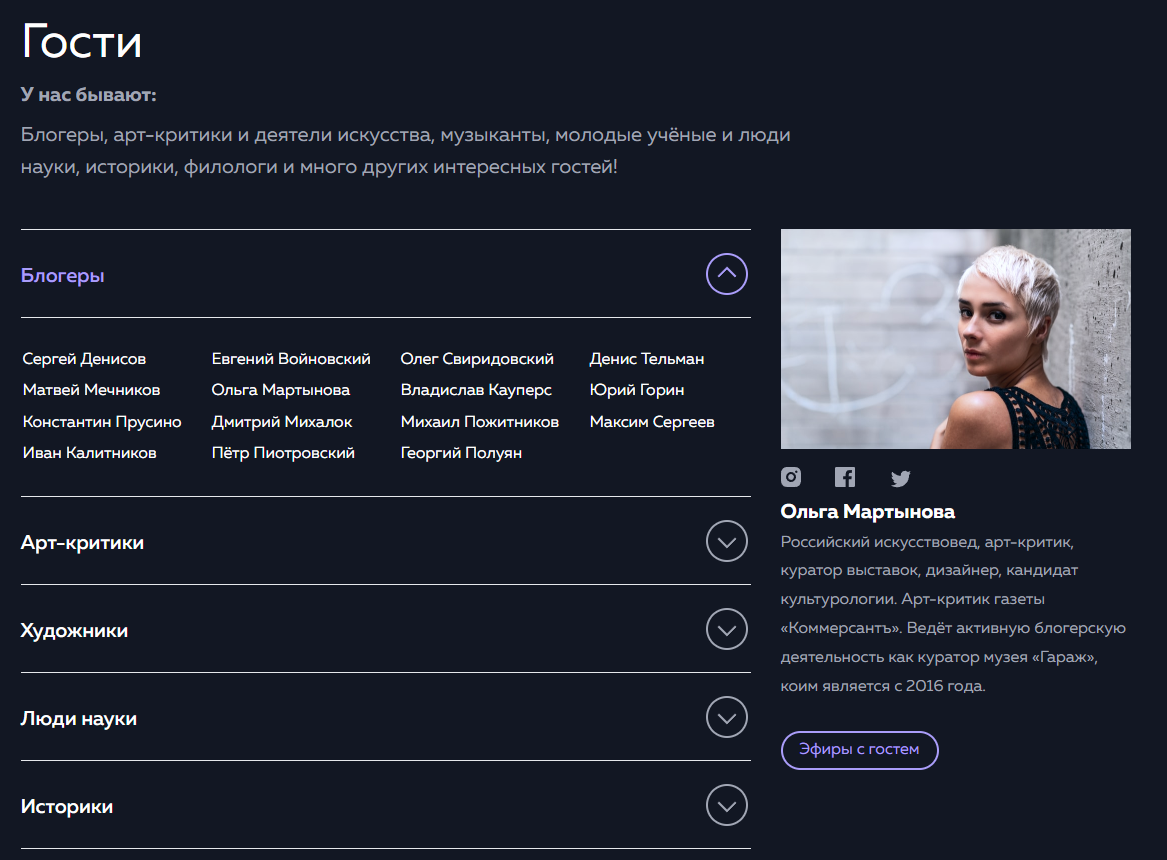 Гости
У нас бывают:
Блогеры, арт-критики и деятели искусства, музыканты, молодые учёные и люди
науки, историки, филологи и много других интересных гостей!
Блогеры
Сергей Денисов
Матвей Мечников
Константин Прусино
Иван Калитников
Евгений Войновский
Ольга Мартынова
Дмитрий Михалок
Пётр Пиотровский
Олег Свиридовский
Владислав Кауперс
Михаил Пожитников
Георгий Полуян
Денис Тельман
Юрий Горин
Максим Сергеев
Арт-критики
Художники
Люди науки
Историки
Ольга Мартынова
Российский искусствовед, арт-критик,
куратор выставок, дизайнер, кандидат
культурологии. Арт-критик газеты
«Коммерсантъ». Ведёт активную блогерскую
деятельность как куратор музея «Гараж»,
коим является с 2016 года.
Эфиры с гостем